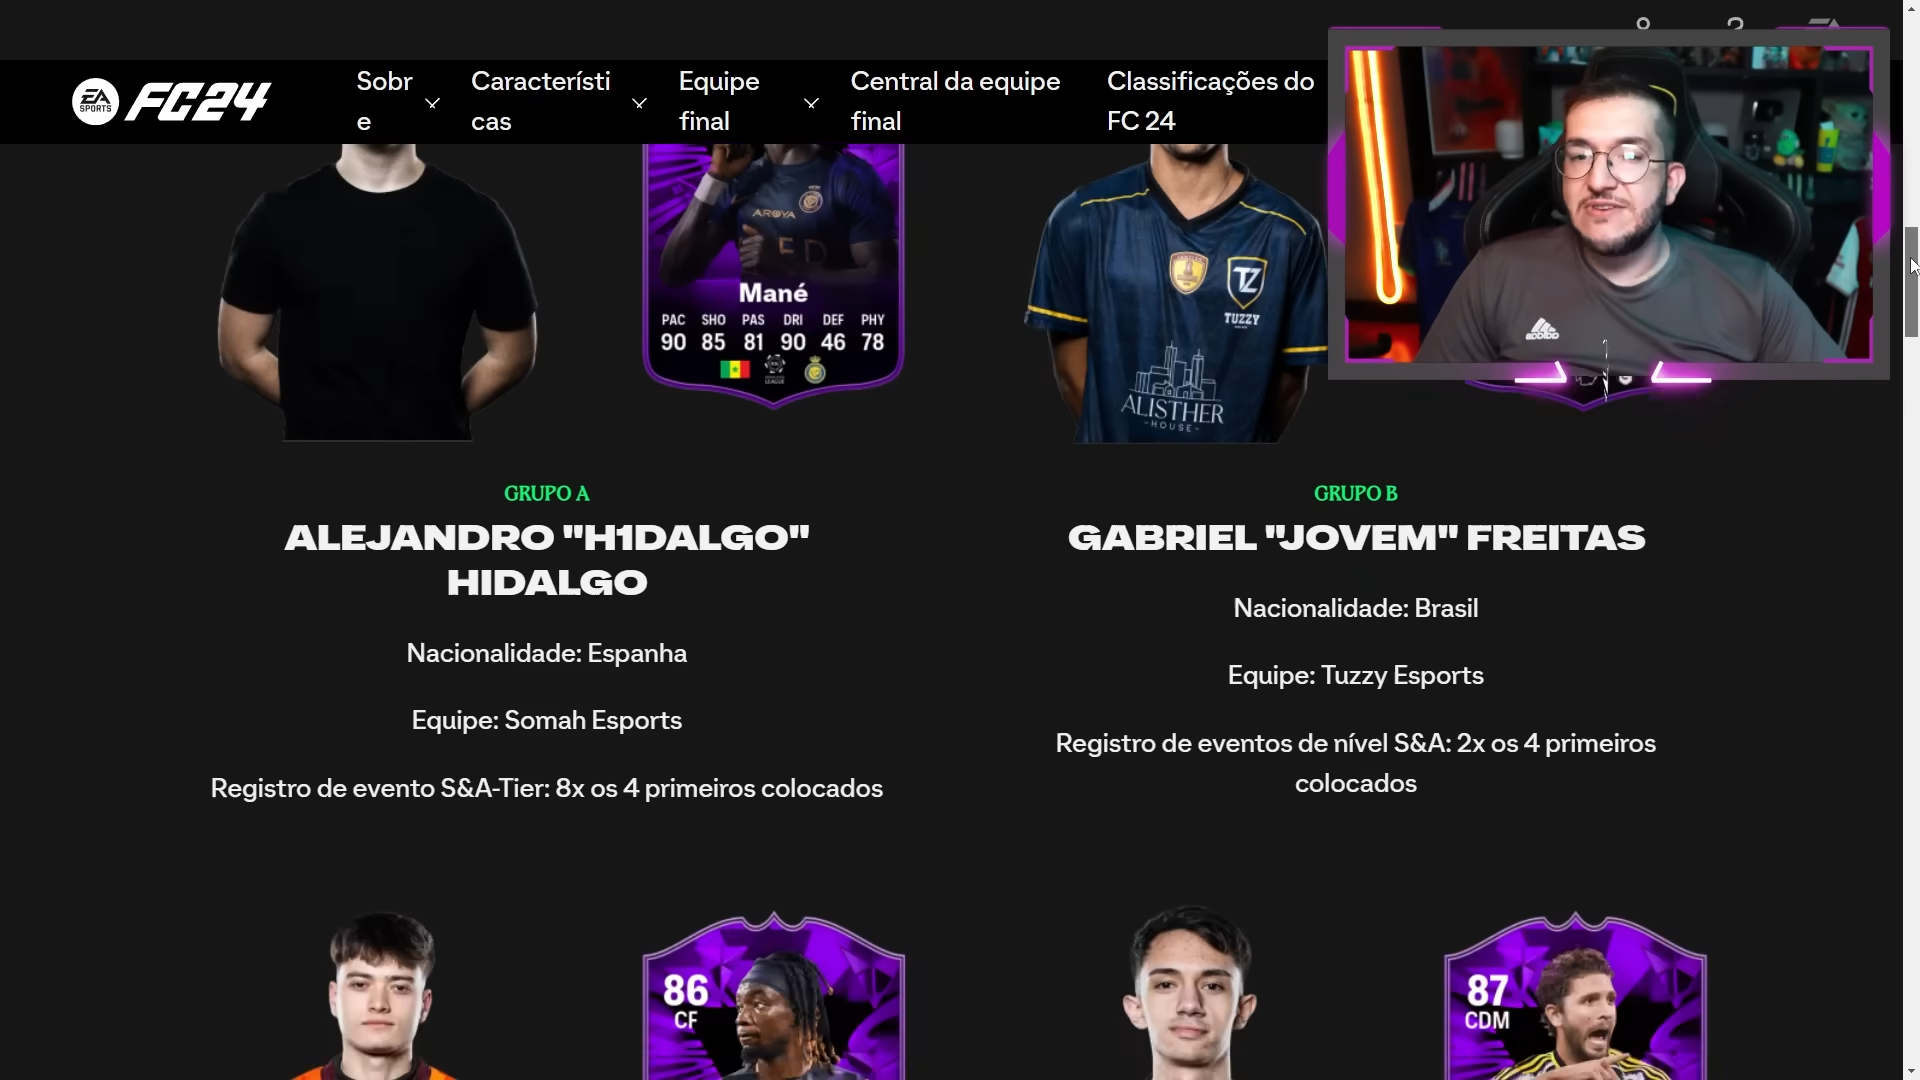 EA SPORTS FC24
Sobr
e
Característi
cas
Equipe
final
Central da equipe
final
Classificações do
FC 24
AROYA
Mané
PAC SHO PAS DRI DEF PHY
90 85 81 90 46 78
TZ
TUZZY
ALISTHER
-HOUSE-
adidas
GRUPO A
ALEJANDRO "H1DALGO"
HIDALGO
Nacionalidade: Espanha
Equipe: Somah Esports
Registro de evento S&A-Tier: 8x os 4 primeiros colocados
GRUPO B
GABRIEL "JOVEM" FREITAS
Nacionalidade: Brasil
Equipe: Tuzzy Esports
Registro de eventos de nível S&A: 2x os 4 primeiros
colocados
86
CF
87
CDM